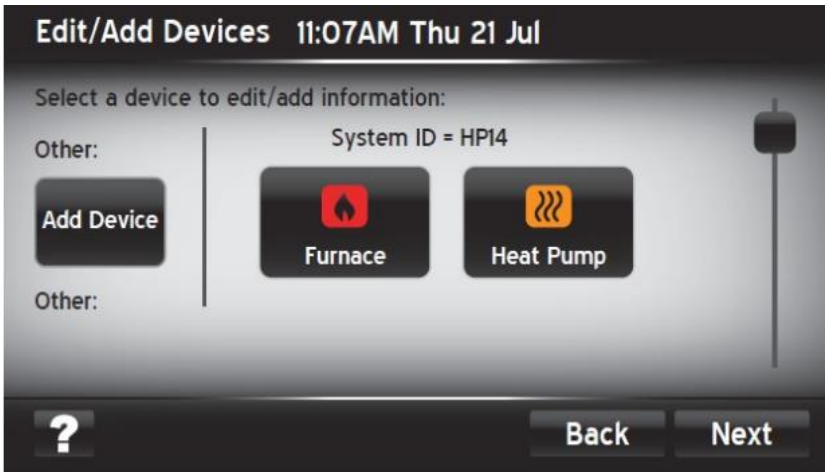 Edit/Add Devices 11:07AM Thu 21 Jul
Select a device to edit/add information:
Other:
System ID = HP14
Add Device
Furnace
Heat Pump
Other:
?
Back
Next